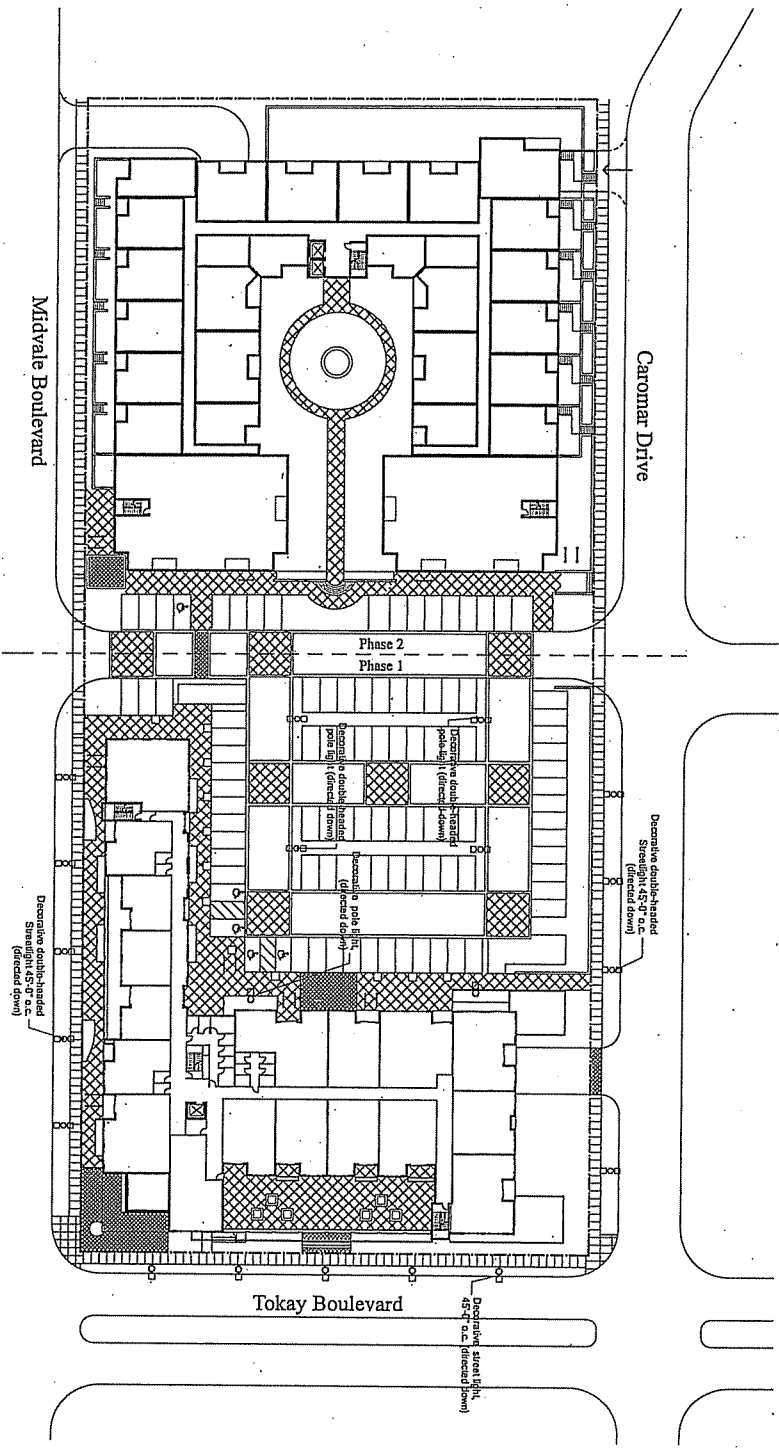 Midvale Boulevard
Caromar Drive
Phase 2
Phase 1
Decorative double-headed
pole light (directed down)
Decorative double-headed
pole light (directed down)
Decorative pole light,
(directed down)
Decorative double-headed
Streetlight 45'-0" o.c.
(directed down)
Decorative double-headed
Streetlight 45'-0" o.c.
(directed down)
Tokay Boulevard
Decorative street light,
45'-0" o.c. (directed down)